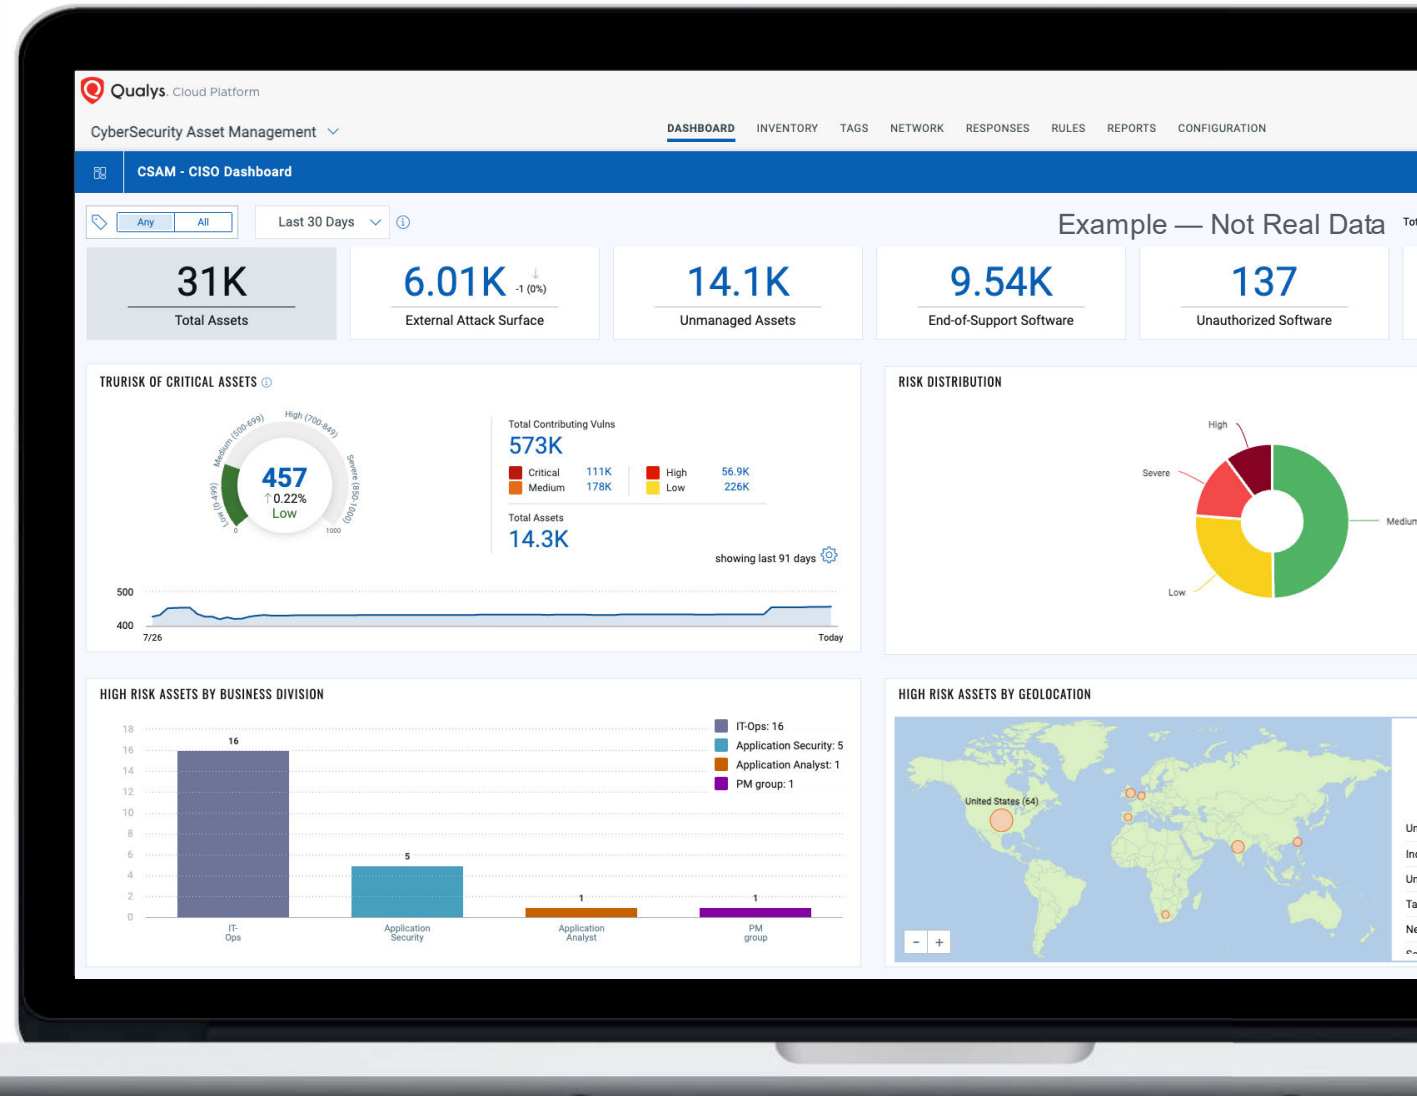 Qualys. Cloud Platform
CyberSecurity Asset Management
DASHBOARD INVENTORY TAGS NETWORK RESPONSES RULES REPORTS CONFIGURATION
CSAM - CISO Dashboard
Any All Last 30 Days
Example — Not Real Data
31K
Total Assets
6.01K -1 (0%)
External Attack Surface
14.1K
Unmanaged Assets
9.54K
End-of-Support Software
137
Unauthorized Software
TRURISK OF CRITICAL ASSETS
Low (0-499)
Medium (500-699)
High (700-849)
Severe (850-1000)
457
↑0.22%
Low
0 1000
Total Contributing Vulns
573K
Critical 111K High 56.9K
Medium 178K Low 226K
Total Assets
14.3K
showing last 91 days
500
400
7/26 Today
RISK DISTRIBUTION
High
Severe
Medium
Low
HIGH RISK ASSETS BY BUSINESS DIVISION
18
16
14
12
10
8
6
4
2
0
16
5
1
1
IT-Ops: 16
Application Security: 5
Application Analyst: 1
PM group: 1
IT-
Ops
Application
Security
Application
Analyst
PM
group
HIGH RISK ASSETS BY GEOLOCATION
United States (64)
- +